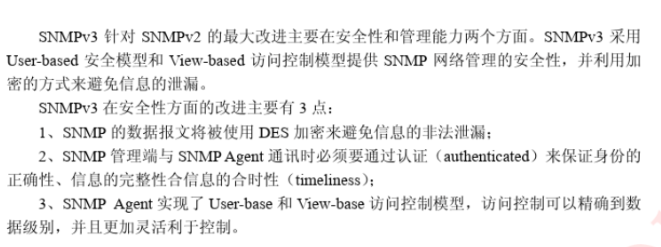 SNMPv3 针对 SNMPv2 的最大改进主要在安全性和管理能力两个方面。SNMPv3 采用
User-based 安全模型和 View-based 访问控制模型提供 SNMP 网络管理的安全性，并利用加
密的方式来避免信息的泄漏。
SNMPv3 在安全性方面的改进主要有 3 点：
1、SNMP 的数据报文将被使用 DES 加密来避免信息的非法泄漏；
2、SNMP 管理端与 SNMP Agent 通讯时必须要通过认证（authenticated）来保证身份的
正确性、信息的完整性合信息的合时性（timeliness）；
3、SNMP Agent 实现了 User-base 和 View-base 访问控制模型，访问控制可以精确到数
据级别，并且更加灵活利于控制。